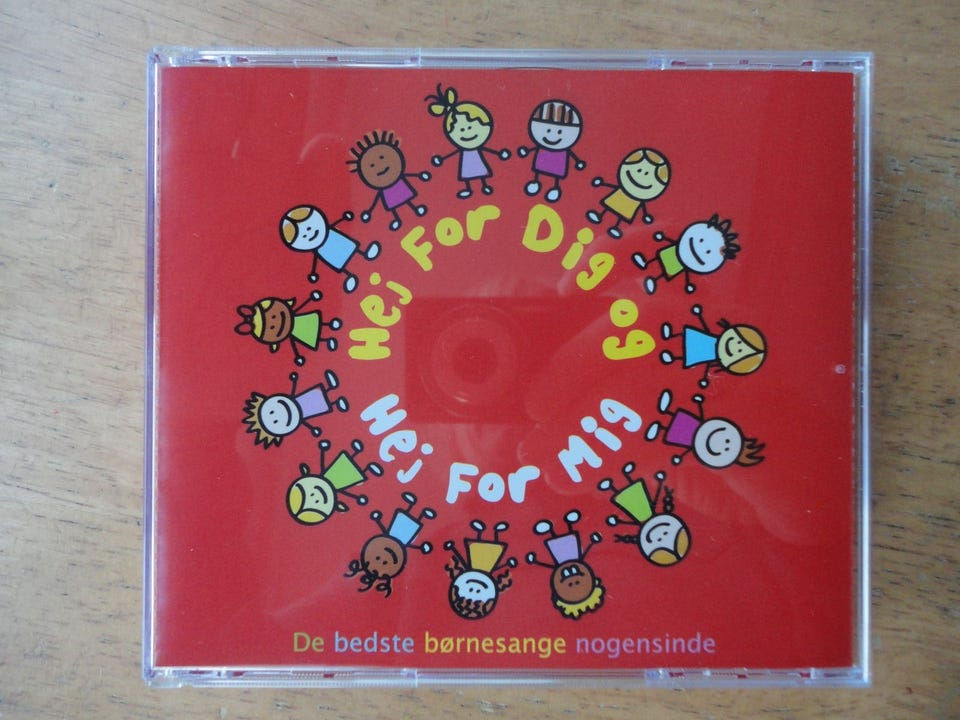 Hej For Dig og
Hej For Mig
De bedste børnesange nogensinde